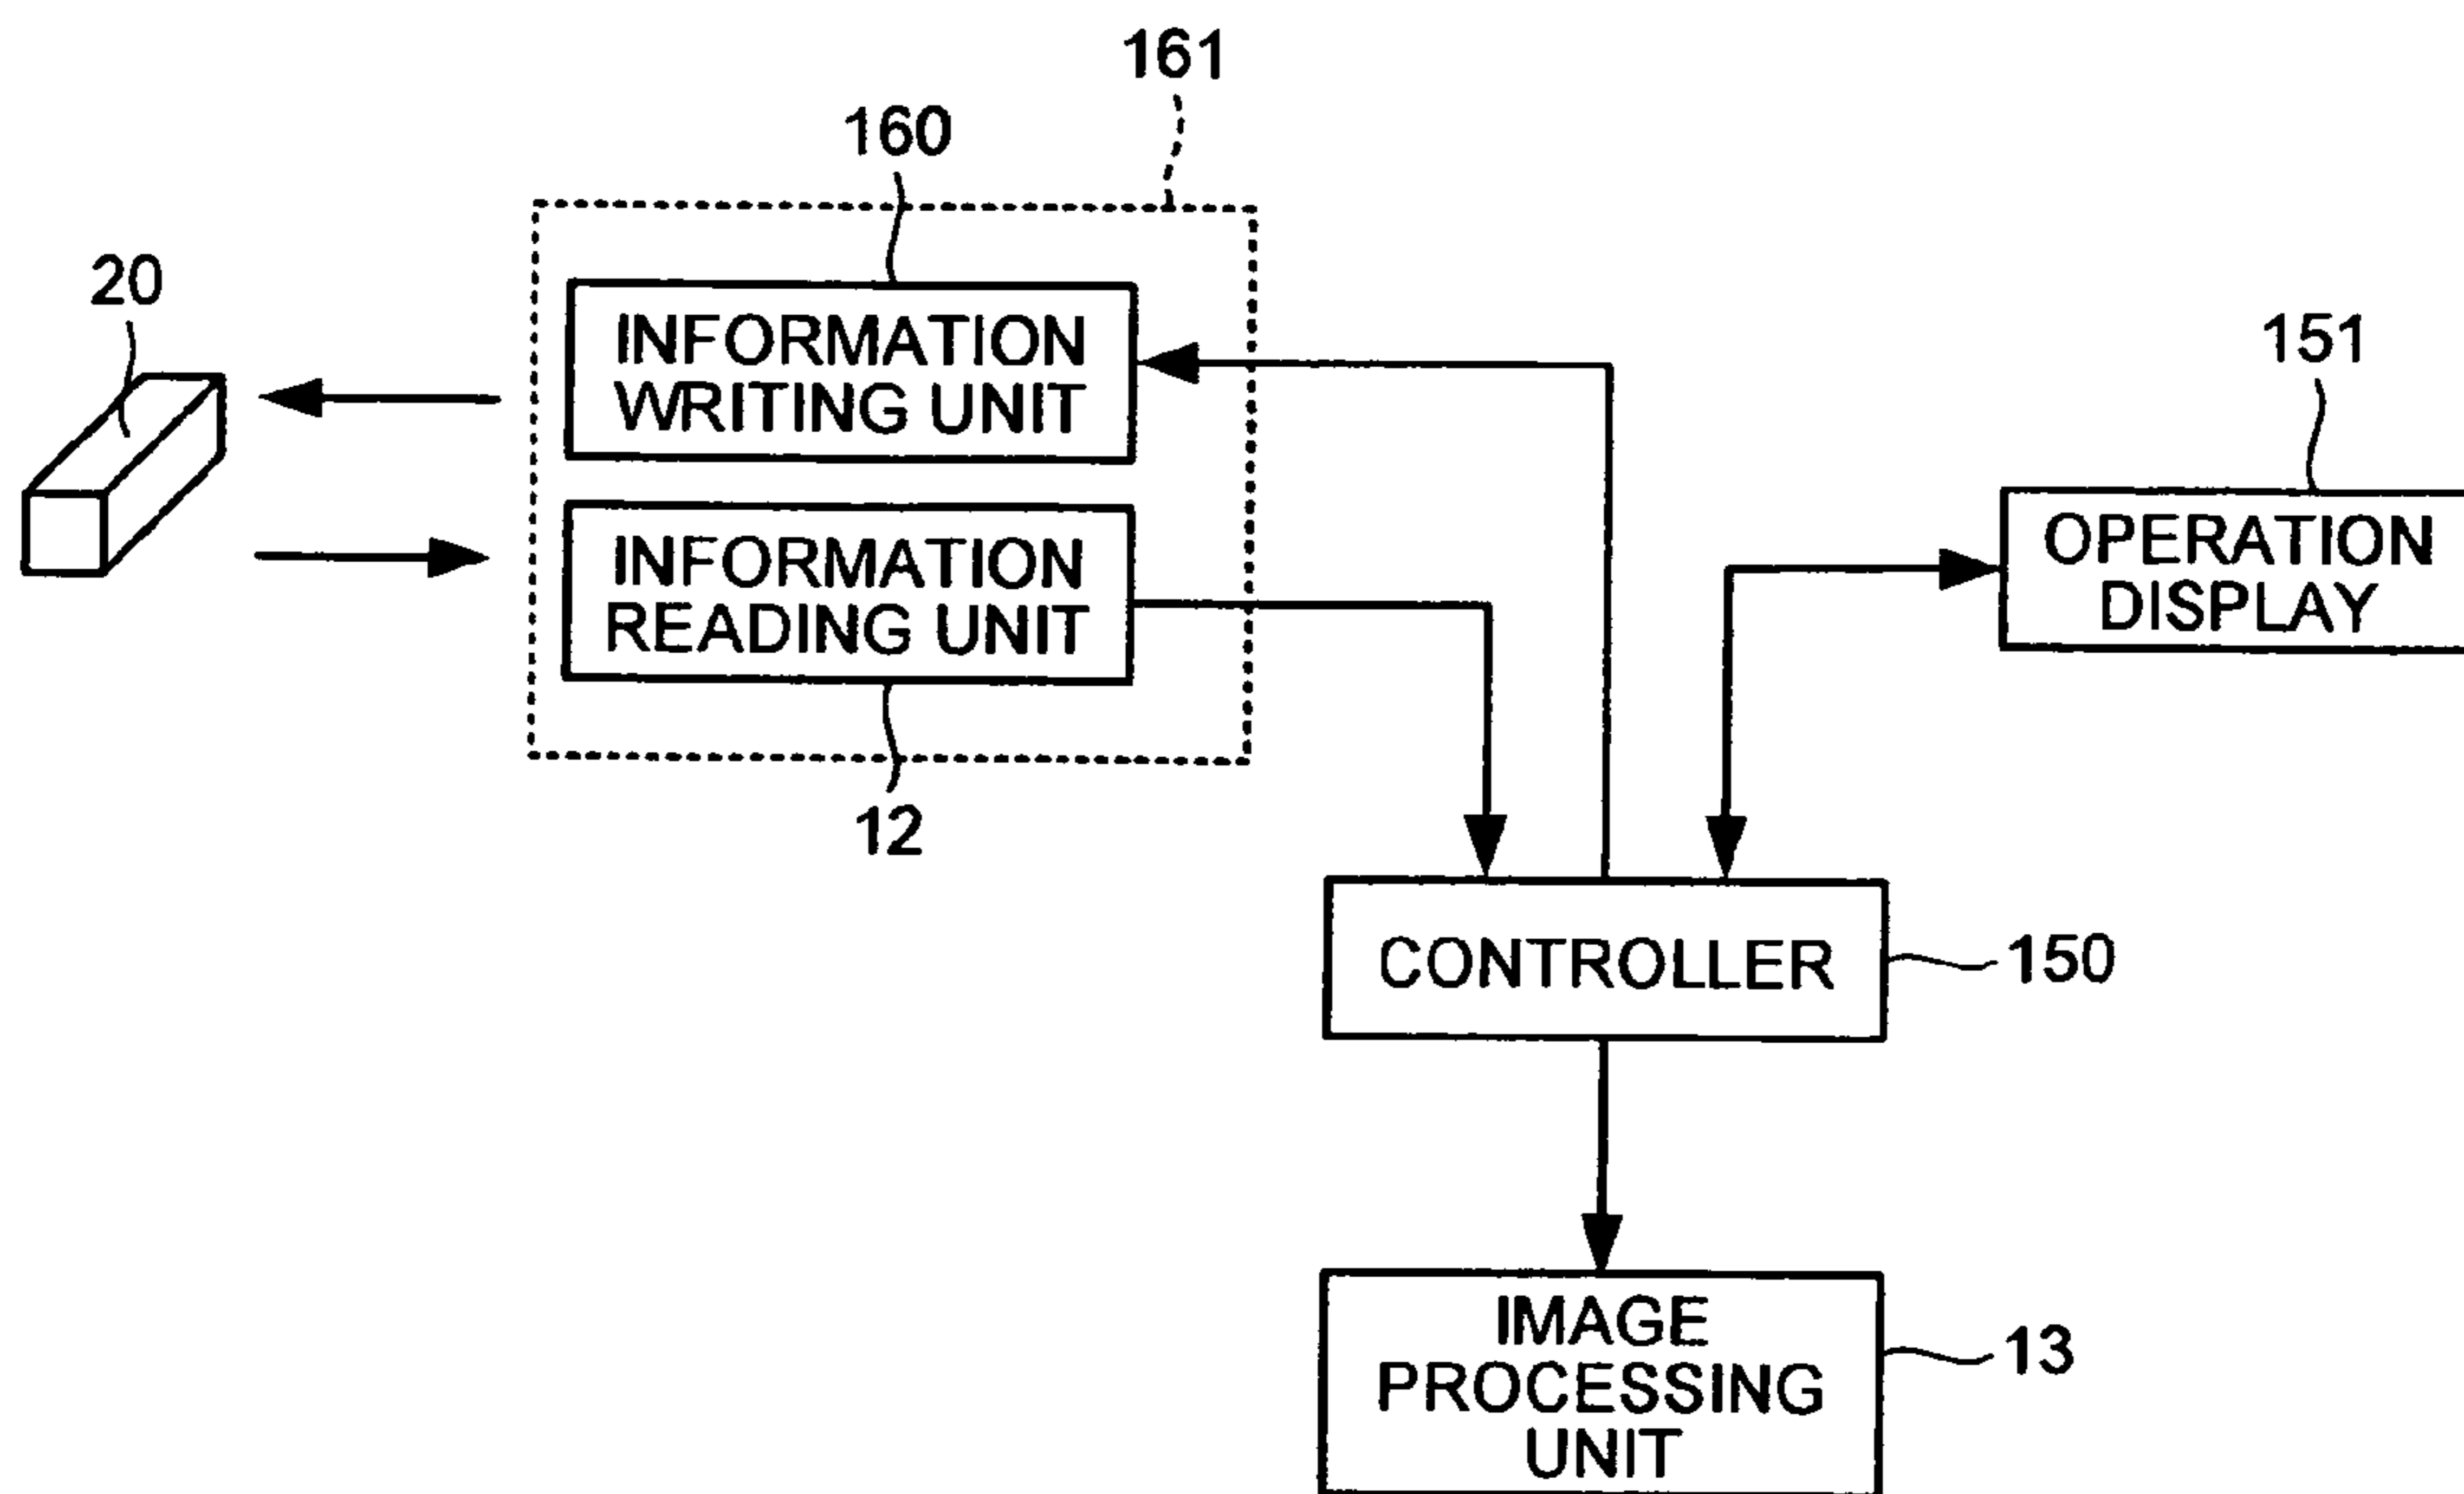 161
160
20
INFORMATION
WRITING UNIT
151
OPERATION
DISPLAY
INFORMATION
READING UNIT
12
CONTROLLER
150
IMAGE
PROCESSING
UNIT
13